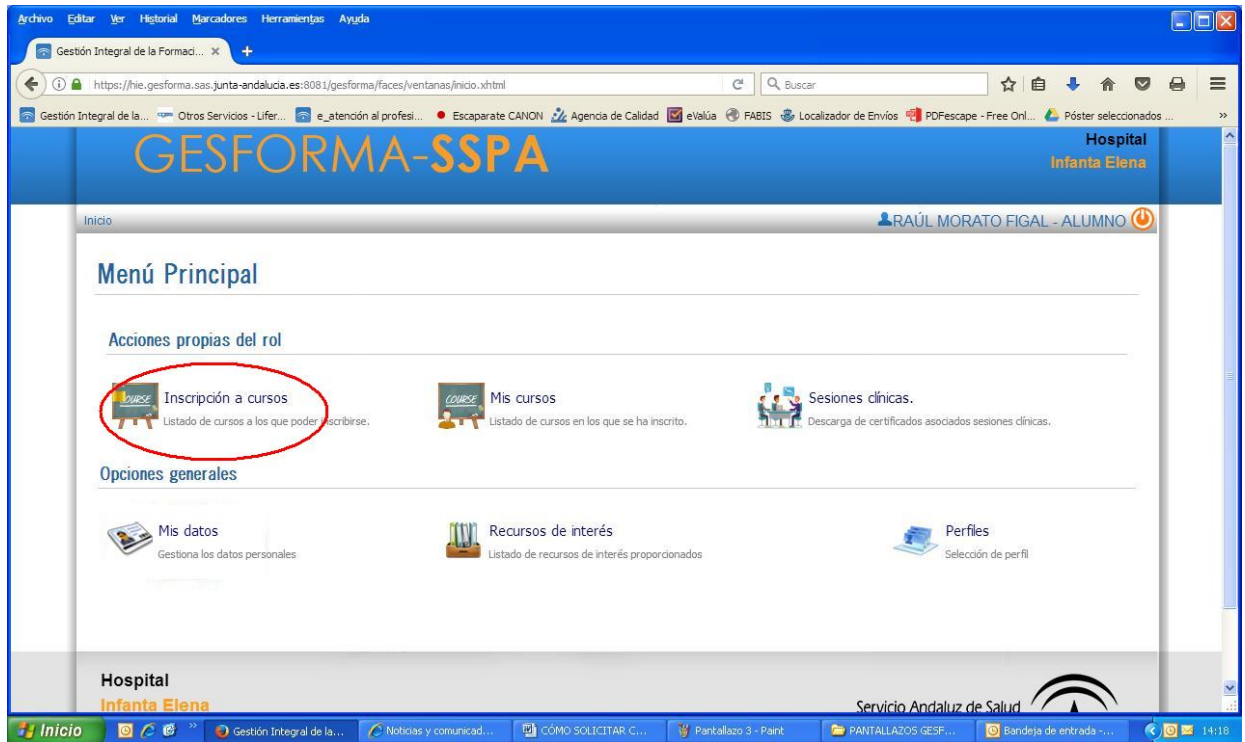 Archivo Editar Ver Historial Marcadores Herramientas Ayuda
Gestión Integral de la Formaci... × +
https://hie.gesforma.sas.junta-andalucia.es:8081/gesforma/faces/ventanas/inicio.xhtml
Buscar
Gestión Integral de la... Otros Servicios - Lifer... e_atención al profesi... Escaparate CANON Agencia de Calidad eValúa FABIS Localizador de Envíos PDFescape - Free Onl... Póster seleccionados ... »
GESFORMA-SSPA
Hospital
Infanta Elena
Inicio
RAÚL MORATO FIGAL - ALUMNO
Menú Principal
Acciones propias del rol
COURSE
Inscripción a cursos
Listado de cursos a los que poder inscribirse.
COURSE
Mis cursos
Listado de cursos en los que se ha inscrito.
Sesiones clínicas.
Descarga de certificados asociados sesiones clínicas.
Opciones generales
Mis datos
Gestiona los datos personales
Recursos de interés
Listado de recursos de interés proporcionados
Perfiles
Selección de perfil
Hospital
Infanta Elena
Servicio Andaluz de Salud
Inicio » Gestión Integral de la... Noticias y comunicad... CÓMO SOLICITAR C... Pantallazo 3 - Paint PANTALLAZOS GESF... Bandeja de entrada -... 14:18